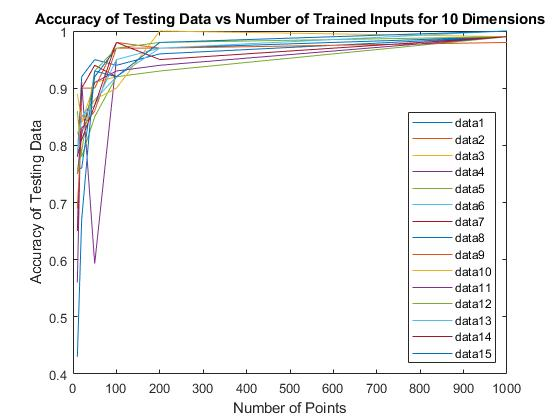 Accuracy of Testing Data vs Number of Trained Inputs for 10 Dimensions
1
0.9
0.8
0.7
0.6
0.5
0.4
Accuracy of Testing Data
data1
data2
data3
data4
data5
data6
data7
data8
data9
data10
data11
data12
data13
data14
data15
0 100 200 300 400 500 600 700 800 900 1000
Number of Points